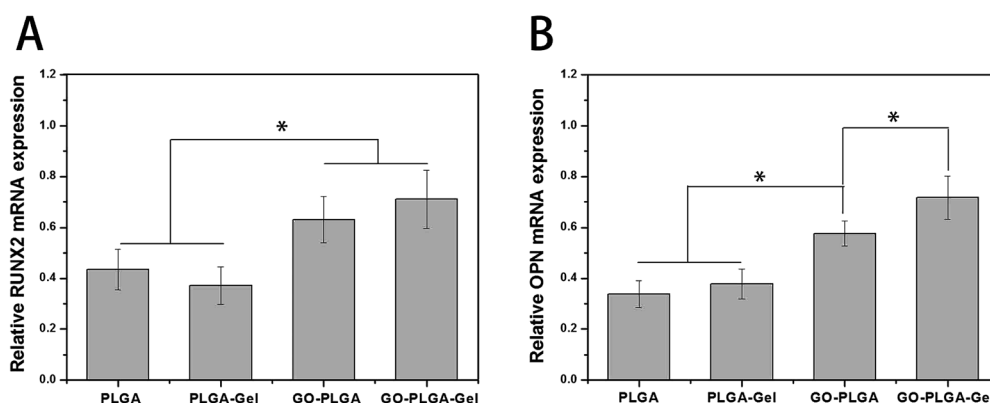 A
Relative RUNX2 mRNA expression
1.2
1.0
0.8
0.6
0.4
0.2
0.0
*
PLGA PLGA-Gel GO-PLGA GO-PLGA-Gel
B
Relative OPN mRNA expression
1.2
1.0
0.8
0.6
0.4
0.2
0.0
*
*
PLGA PLGA-Gel GO-PLGA GO-PLGA-Ge